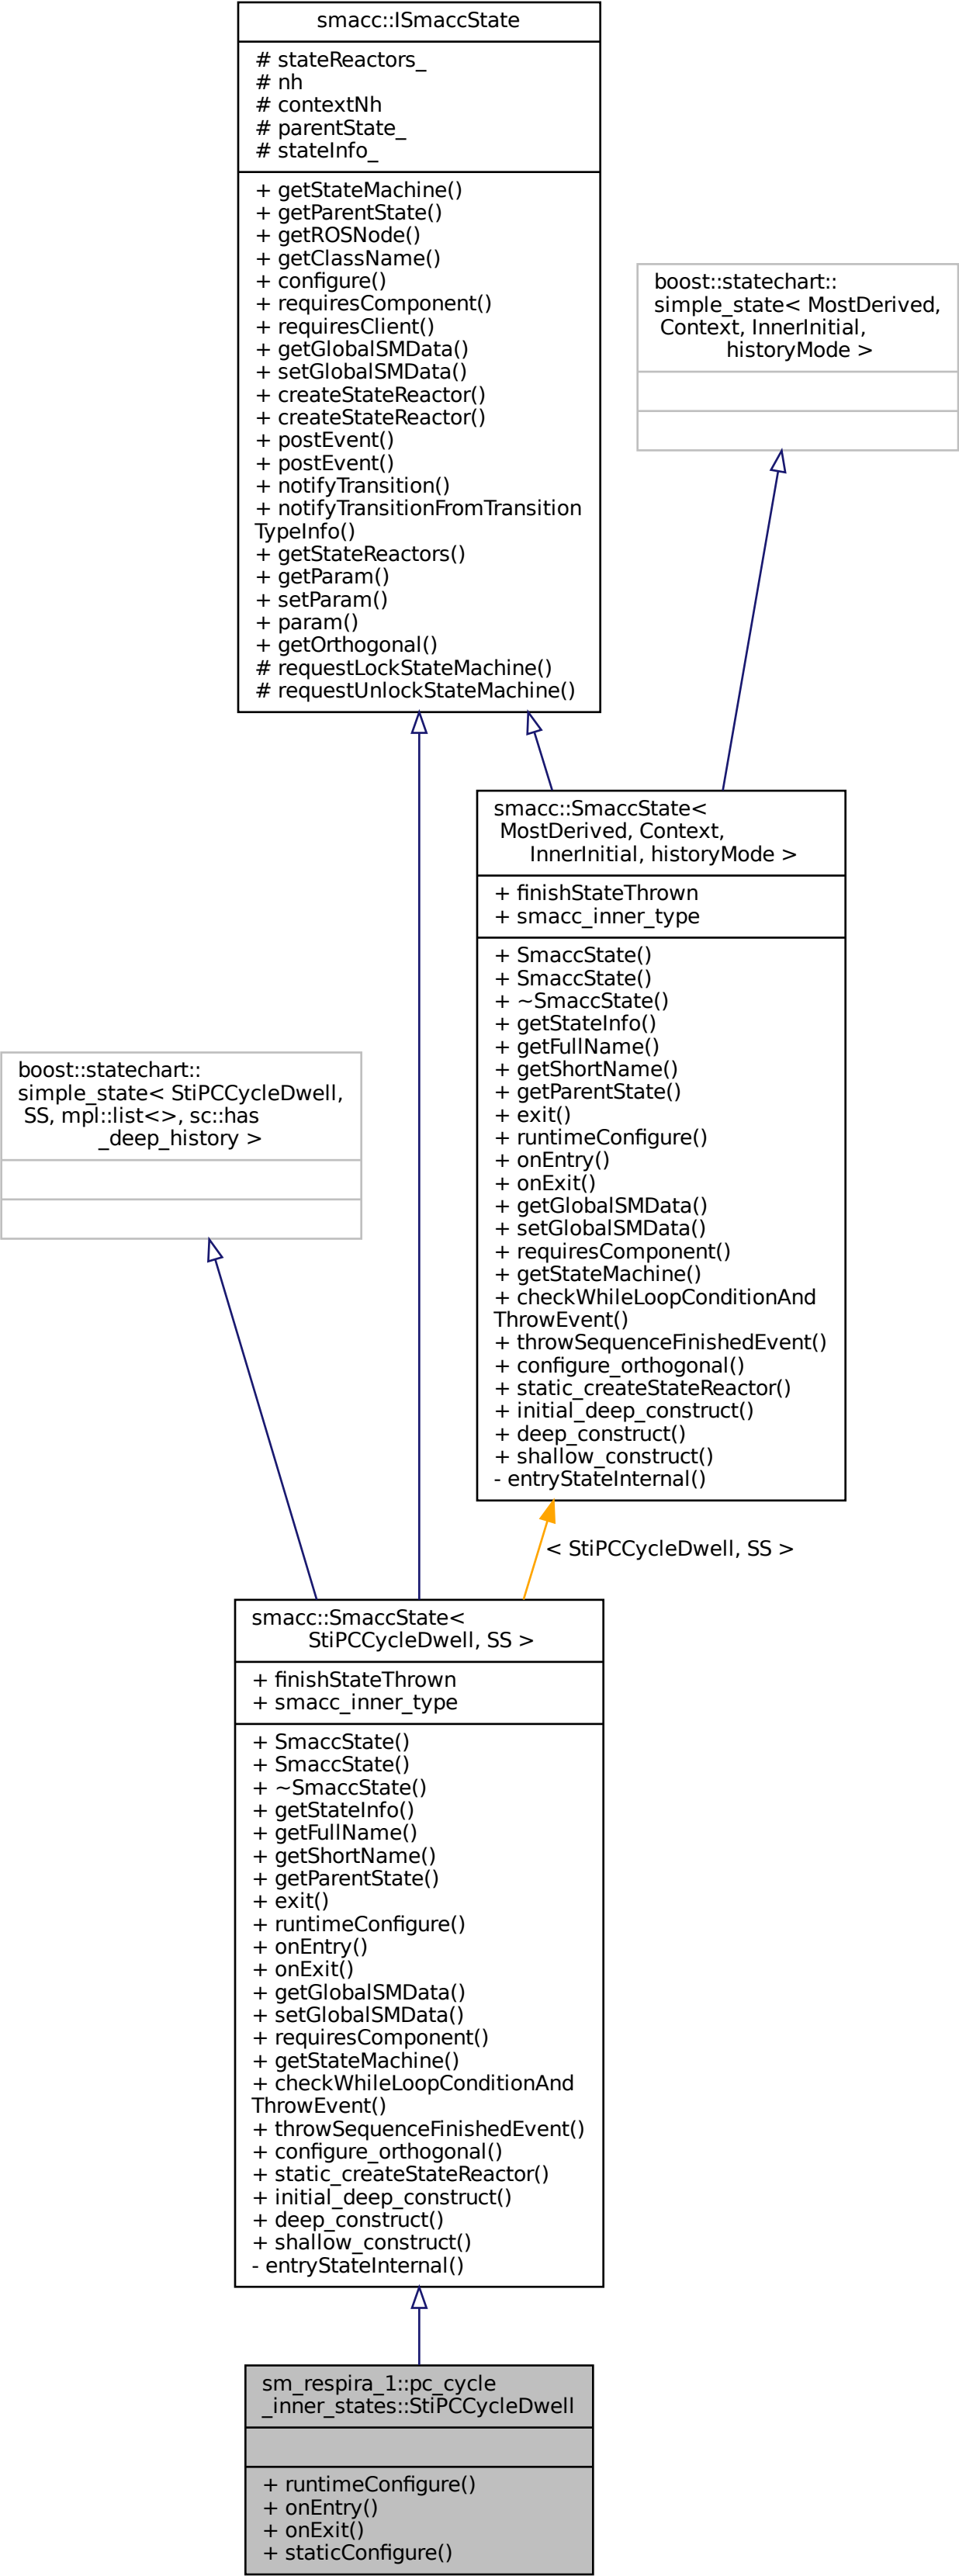 smacc::ISmaccState
# stateReactors_
# nh
# contextNh
# parentState_
# stateInfo_
+ getStateMachine()
+ getParentState()
+ getROSNode()
+ getClassName()
+ configure()
+ requiresComponent()
+ requiresClient()
+ getGlobalSMData()
+ setGlobalSMData()
+ createStateReactor()
+ createStateReactor()
+ postEvent()
+ postEvent()
+ notifyTransition()
+ notifyTransitionFromTransition
TypeInfo()
+ getStateReactors()
+ getParam()
+ setParam()
+ param()
+ getOrthogonal()
# requestLockStateMachine()
# requestUnlockStateMachine()
boost::statechart::
simple_state< MostDerived,
Context, InnerInitial,
historyMode >
smacc::SmaccState<
MostDerived, Context,
InnerInitial, historyMode >
+ finishStateThrown
+ smacc_inner_type
+ SmaccState()
+ SmaccState()
+ ~SmaccState()
+ getStateInfo()
+ getFullName()
+ getShortName()
+ getParentState()
+ exit()
+ runtimeConfigure()
+ onEntry()
+ onExit()
+ getGlobalSMData()
+ setGlobalSMData()
+ requiresComponent()
+ getStateMachine()
+ checkWhileLoopConditionAnd
ThrowEvent()
+ throwSequenceFinishedEvent()
+ configure_orthogonal()
+ static_createStateReactor()
+ initial_deep_construct()
+ deep_construct()
+ shallow_construct()
- entryStateInternal()
boost::statechart::
simple_state< StiPCCycleDwell,
SS, mpl::list<>, sc::has
_deep_history >
< StiPCCycleDwell, SS >
smacc::SmaccState<
StiPCCycleDwell, SS >
+ finishStateThrown
+ smacc_inner_type
+ SmaccState()
+ SmaccState()
+ ~SmaccState()
+ getStateInfo()
+ getFullName()
+ getShortName()
+ getParentState()
+ exit()
+ runtimeConfigure()
+ onEntry()
+ onExit()
+ getGlobalSMData()
+ setGlobalSMData()
+ requiresComponent()
+ getStateMachine()
+ checkWhileLoopConditionAnd
ThrowEvent()
+ throwSequenceFinishedEvent()
+ configure_orthogonal()
+ static_createStateReactor()
+ initial_deep_construct()
+ deep_construct()
+ shallow_construct()
- entryStateInternal()
sm_respira_1::pc_cycle
_inner_states::StiPCCycleDwell
+ runtimeConfigure()
+ onEntry()
+ onExit()
+ staticConfigure()